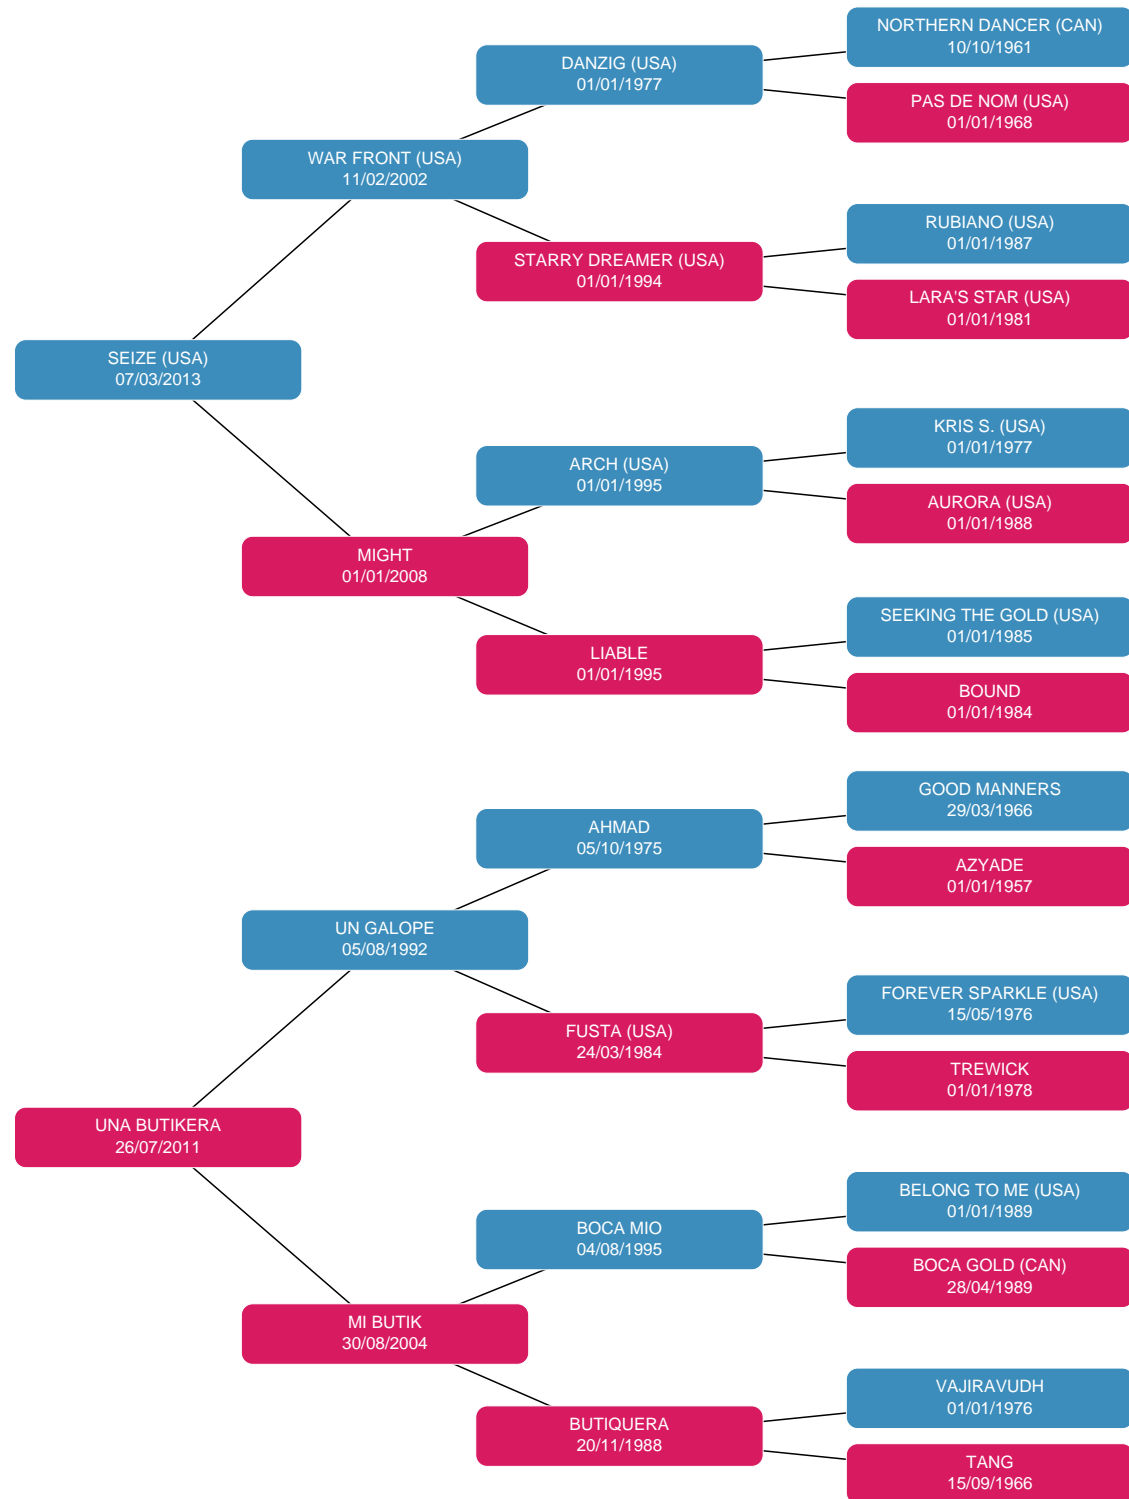 NORTHERN DANCER (CAN)
10/10/1961
DANZIG (USA)
01/01/1977
PAS DE NOM (USA)
01/01/1968
WAR FRONT (USA)
11/02/2002
RUBIANO (USA)
01/01/1987
STARRY DREAMER (USA)
01/01/1994
LARA'S STAR (USA)
01/01/1981
SEIZE (USA)
07/03/2013
KRIS S. (USA)
01/01/1977
ARCH (USA)
01/01/1995
AURORA (USA)
01/01/1988
MIGHT
01/01/2008
SEEKING THE GOLD (USA)
01/01/1985
LIABLE
01/01/1995
BOUND
01/01/1984
GOOD MANNERS
29/03/1966
AHMAD
05/10/1975
AZYADE
01/01/1957
UN GALOPE
05/08/1992
FOREVER SPARKLE (USA)
15/05/1976
FUSTA (USA)
24/03/1984
TREWICK
01/01/1978
UNA BUTIKERA
26/07/2011
BELONG TO ME (USA)
01/01/1989
BOCA MIO
04/08/1995
BOCA GOLD (CAN)
28/04/1989
MI BUTIK
30/08/2004
VAJIRAVUDH
01/01/1976
BUTIQUERA
20/11/1988
TANG
15/09/1966